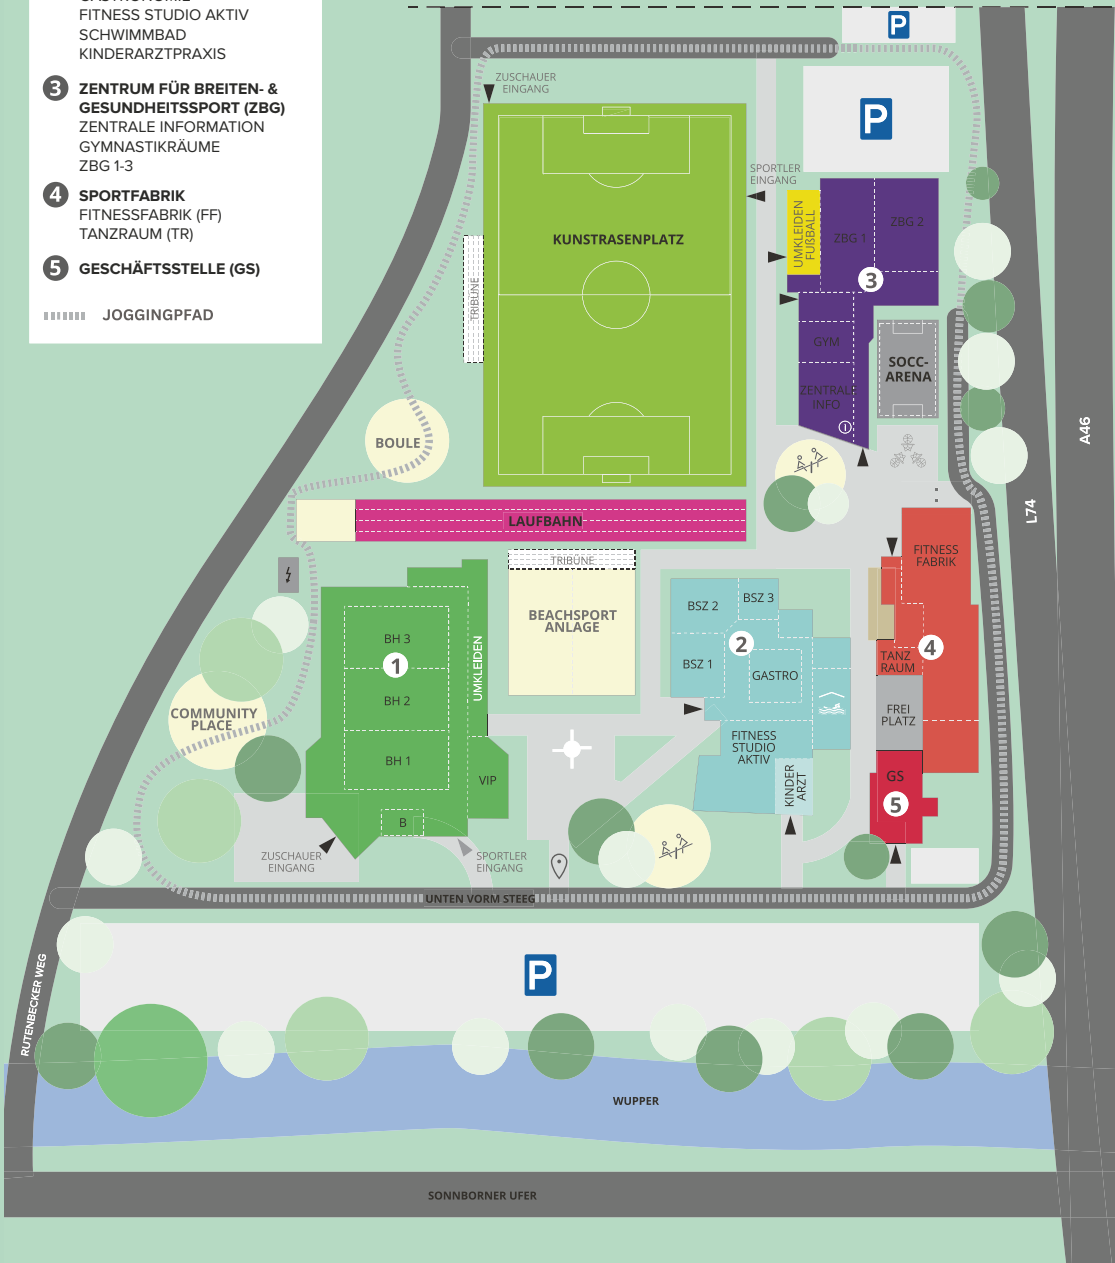 GASTRONOMIE
FITNESS STUDIO AKTIV
SCHWIMMBAD
KINDERARZTPRAXIS
3 ZENTRUM FÜR BREITEN- &
GESUNDHEITSSPORT (ZBG)
ZENTRALE INFORMATION
GYMNASTIKRÄUME
ZBG 1-3
4 SPORTFABRIK
FITNESSFABRIK (FF)
TANZRAUM (TR)
5 GESCHÄFTSSTELLE (GS)
JOGGINGPFAD
P
ZUSCHAUER
EINGANG
P
SPORTLER
EINGANG
UMKLEIDEN
FUßBALL
ZBG 1
ZBG 2
3
KUNSTRASENPLATZ
TRIBÜNE
GYM
ZENTRALE
INFO
i
SOCC-
ARENA
BOULE
A46
L74
LAUFBAHN
TRIBÜNE
BEACHSPORT
ANLAGE
FITNESS
FABRIK
BSZ 2
BSZ 3
2
BSZ 1
GASTRO
FITNESS
STUDIO
AKTIV
KINDER
ARZT
TANZ
RAUM
4
FREI
PLATZ
GS
5
BH 3
1
BH 2
BH 1
UMKLEIDEN
VIP
B
COMMUNITY
PLACE
ZUSCHAUER
EINGANG
SPORTLER
EINGANG
UNTEN VORM STEEG
RUTENBECKER WEG
P
WUPPER
SONNBORNER UFER